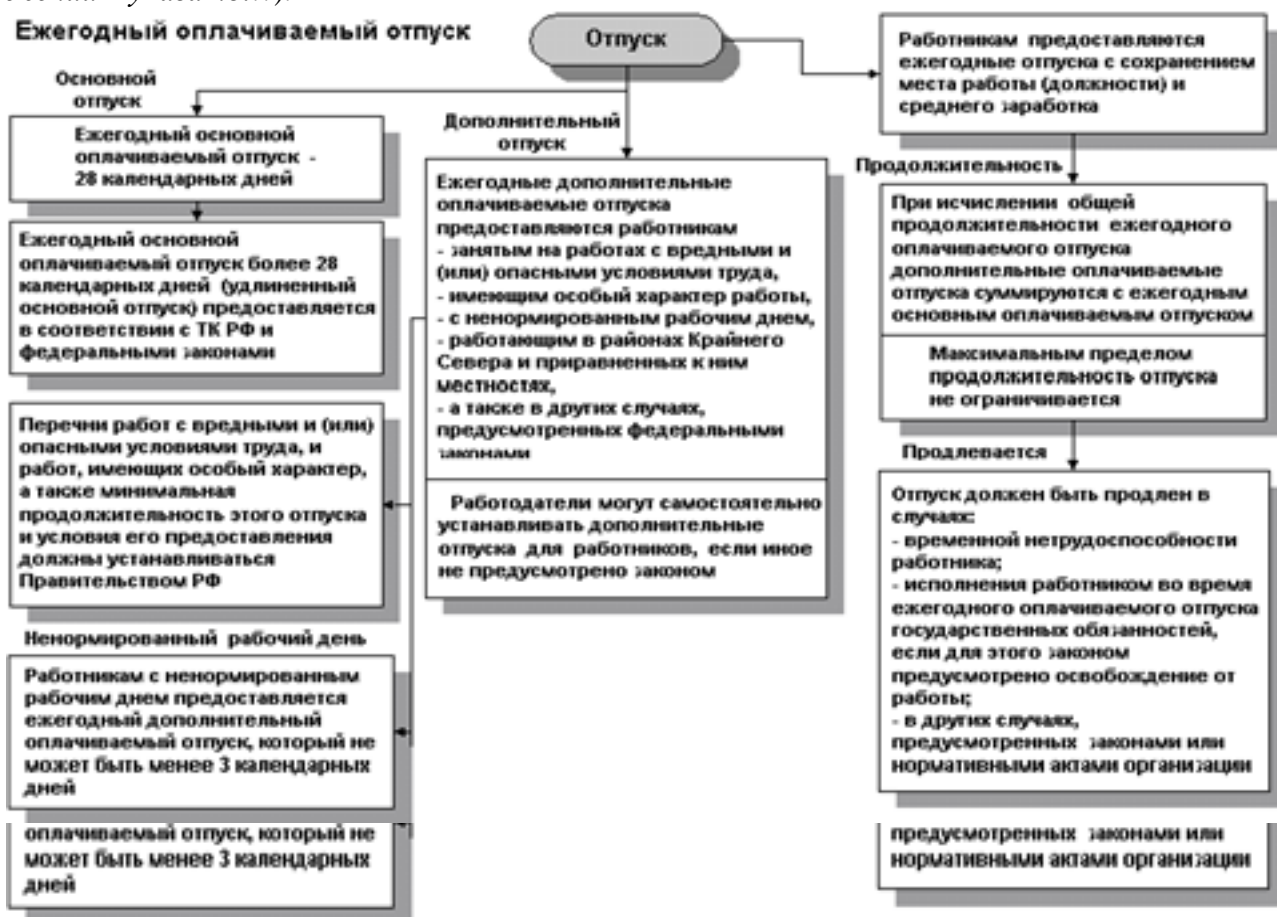 Ежегодный оплачиваемый отпуск
Отпуск
Основной
отпуск
Ежегодный основной
оплачиваемый отпуск -
28 календарных дней
Ежегодный основной
оплачиваемый отпуск более 28
календарных дней (удлиненный
основной отпуск) предоставляется
в соответствии с ТК РФ и
федеральными законами
Перечни работ с вредными и (или)
опасными условиями труда, и
работ, имеющих особый характер,
а также минимальная
продолжительность этого отпуска
и условия его предоставления
должны устанавливаться
Правительством РФ
Ненормированный рабочий день
Работникам с ненормированным
рабочим днем предоставляется
ежегодный дополнительный
оплачиваемый отпуск, который не
может быть менее 3 календарных
дней
оплачиваемый отпуск, который не
может быть менее 3 календарных
дней
Дополнительный
отпуск
Ежегодные дополнительные
оплачиваемые отпуска
предоставляются работникам
- занятым на работах с вредными и
(или) опасными условиями труда,
- имеющим особый характер работы,
- с ненормированным рабочим днем,
- работающим в районах Крайнего
Севера и приравненных к ним
местностях,
- а также в других случаях,
предусмотренных федеральными
законами
Работодатели могут самостоятельно
устанавливать дополнительные
отпуска для работников, если иное
не предусмотрено законом
Работникам предоставляются
ежегодные отпуска с сохранением
места работы (должности) и
среднего заработка
Продолжительность
При исчислении общей
продолжительности ежегодного
оплачиваемого отпуска
дополнительные оплачиваемые
отпуска суммируются с ежегодным
основным оплачиваемым отпуском
Максимальным пределом
продолжительность отпуска
не ограничивается
Продлевается
Отпуск должен быть продлен в
случаях:
- временной нетрудоспособности
работника;
- исполнения работником во время
ежегодного оплачиваемого отпуска
государственных обязанностей,
если для этого законом
предусмотрено освобождение от
работы;
- в других случаях,
предусмотренных законами или
нормативными актами организации
предусмотренных законами или
нормативными актами организации